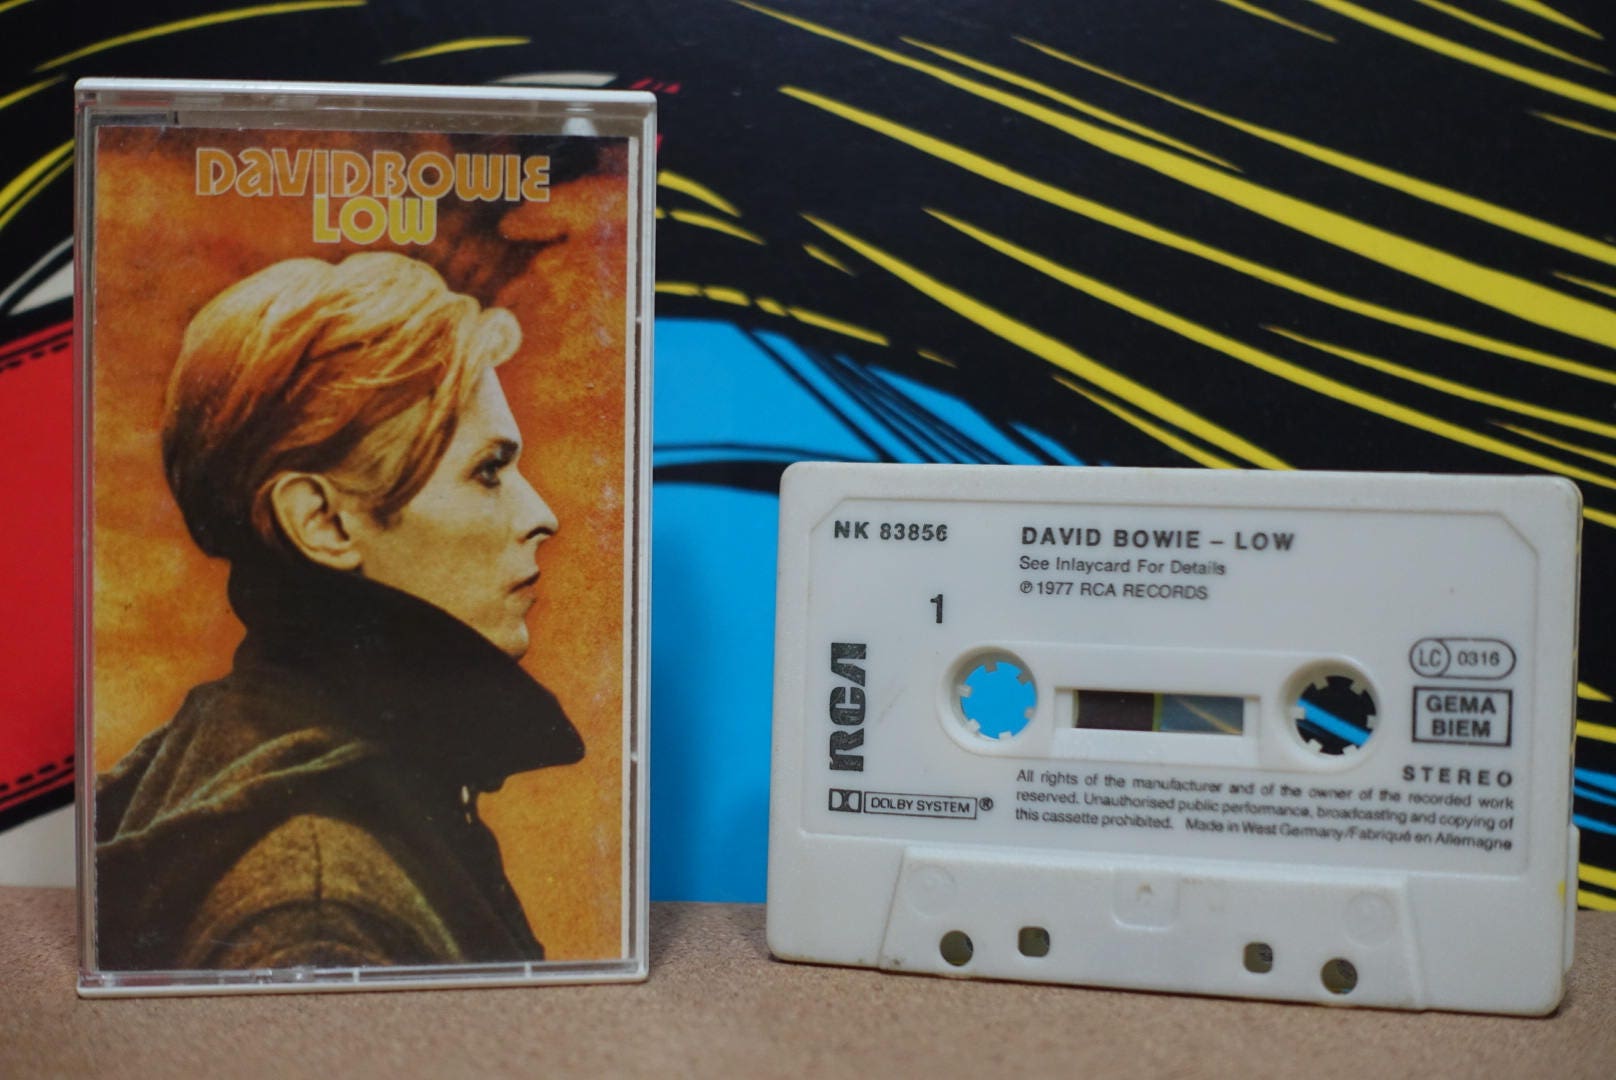 DAVID BOWIE
LOW
NK 83856
DAVID BOWIE – LOW
See Inlaycard For Details
℗ 1977 RCA RECORDS
1
RCA
LC 0316
GEMA
BIEM
STEREO
DOLBY SYSTEM ®
All rights of the manufacturer and of the owner of the recorded work
reserved. Unauthorised public performance, broadcasting and copying of
this cassette prohibited. Made in West Germany/Fabriqué en Allemagne